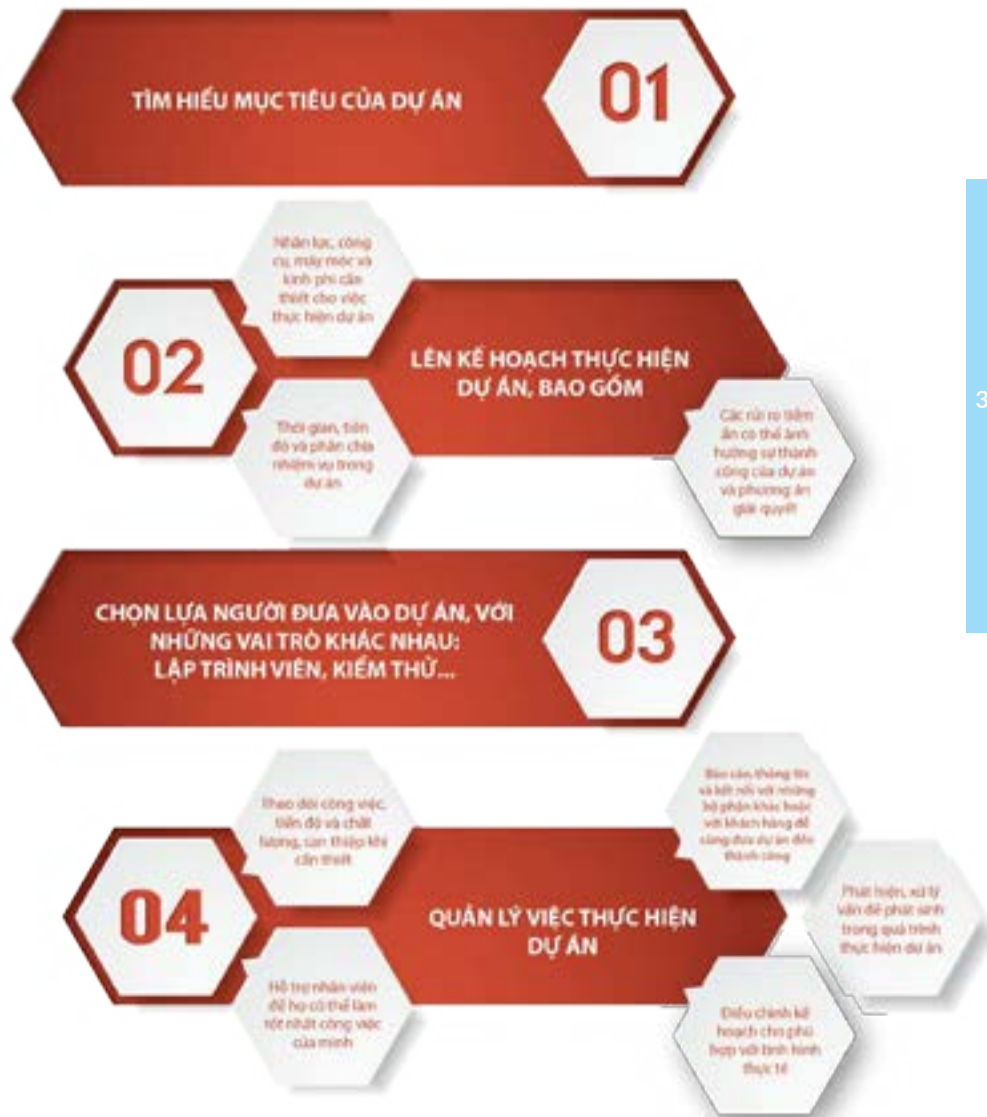 TÌM HIỂU MỤC TIÊU CỦA DỰ ÁN
01
02
Nhân lực, công
cụ, máy móc và
kinh phí cần
thiết cho việc
thực hiện dự án
Thời gian, tiến
độ và phân chia
nhiệm vụ trong
dự án
LÊN KẾ HOẠCH THỰC HIỆN
DỰ ÁN, BAO GỒM
Các rủi ro tiềm
ẩn có thể ảnh
hưởng sự thành
công của dự án
và phương án
giải quyết
3
CHỌN LỰA NGƯỜI ĐƯA VÀO DỰ ÁN, VỚI
NHỮNG VAI TRÒ KHÁC NHAU:
LẬP TRÌNH VIÊN, KIỂM THỬ...
03
04
Theo dõi công việc,
tiến độ và chất
lượng, can thiệp khi
cần thiết
Hỗ trợ nhân viên
để họ có thể làm
tốt nhất công việc
của mình
QUẢN LÝ VIỆC THỰC HIỆN
DỰ ÁN
Báo cáo, thông tin
và kết nối với những
bộ phận khác hoặc
với khách hàng để
cùng đưa dự án đến
thành công
Phát hiện, xử lý
vấn đề phát sinh
trong quá trình
thực hiện dự án
Điều chỉnh kế
hoạch cho phù
hợp với tình hình
thực tế